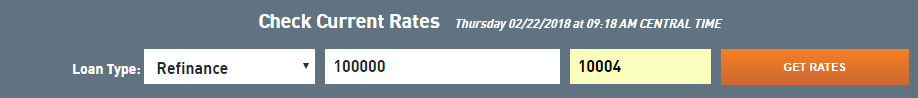 Check Current Rates Thursday 02/22/2018 at 09:18 AM CENTRAL TIME
Loan Type: Refinance 100000 10004 GET RATES